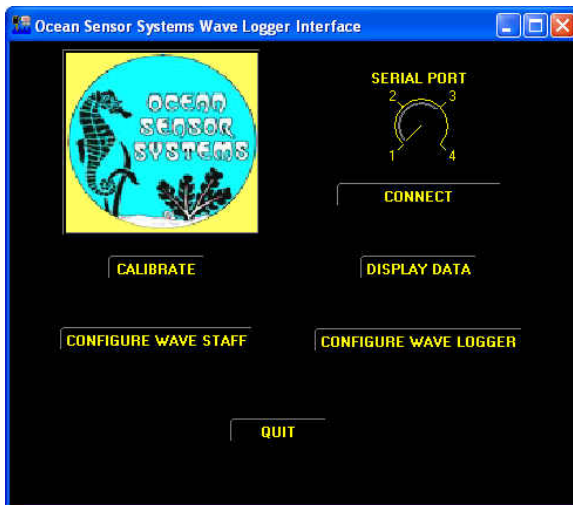 Ocean Sensor Systems Wave Logger Interface
OCEAN
SENSOR
SYSTEMS
SERIAL PORT
2 3
1 4
CONNECT
CALIBRATE
DISPLAY DATA
CONFIGURE WAVE STAFF
CONFIGURE WAVE LOGGER
QUIT